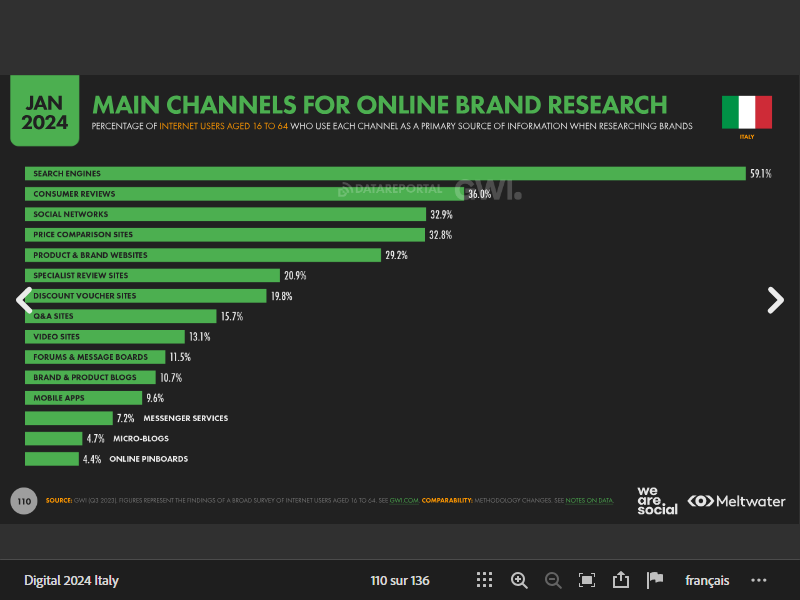 JAN
2024
MAIN CHANNELS FOR ONLINE BRAND RESEARCH
PERCENTAGE OF INTERNET USERS AGED 16 TO 64 WHO USE EACH CHANNEL AS A PRIMARY SOURCE OF INFORMATION WHEN RESEARCHING BRANDS
ITALY
SEARCH ENGINES 59.1%
CONSUMER REVIEWS 36.0%
DATAREPORTAL GWI.
SOCIAL NETWORKS 32.9%
PRICE COMPARISON SITES 32.8%
PRODUCT & BRAND WEBSITES 29.2%
SPECIALIST REVIEW SITES 20.9%
DISCOUNT VOUCHER SITES 19.8%
Q&A SITES 15.7%
VIDEO SITES 13.1%
FORUMS & MESSAGE BOARDS 11.5%
BRAND & PRODUCT BLOGS 10.7%
MOBILE APPS 9.6%
7.2% MESSENGER SERVICES
4.7% MICRO-BLOGS
4.4% ONLINE PINBOARDS
110
SOURCE: GWI (Q3 2023). FIGURES REPRESENT THE FINDINGS OF A BROAD SURVEY OF INTERNET USERS AGED 16 TO 64. SEE GWI.COM. COMPARABILITY: METHODOLOGY CHANGES. SEE NOTES ON DATA.
we
are.
social
Meltwater
Digital 2024 Italy
110 sur 136
français